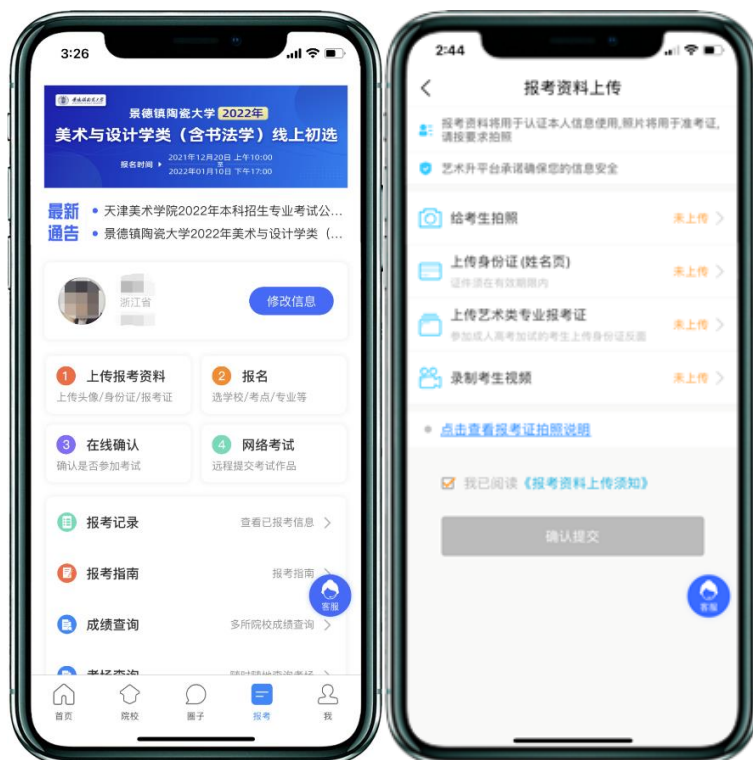 3:26
景德镇陶瓷大学 2022年
美术与设计学类（含书法学）线上初选
报名时间
2021年12月20日 上午10:00
至
2022年01月10日 下午17:00
最新
通告
天津美术学院2022年本科招生专业考试公...
景德镇陶瓷大学2022年美术与设计学类（...
浙江省
修改信息
1 上传报考资料
上传头像/身份证/报考证
2 报名
选学校/考点/专业等
3 在线确认
确认是否参加考试
4 网络考试
远程提交考试作品
报考记录 查看已报考信息
报考指南 报考指南
客服
成绩查询 多所院校成绩查询
考场查询 随时随地查询考场
首页 院校 圈子 报考 我
2:44
报考资料上传
报考资料将用于认证本人信息使用,照片将用于准考证,
请按要求拍照
艺术升平台承诺确保您的信息安全
给考生拍照 未上传
上传身份证(姓名页) 未上传
证件须在有效期限内
上传艺术类专业报考证 未上传
参加成人高考加试的考生上传身份证反面
录制考生视频 未上传
点击查看报考证拍照说明
我已阅读《报考资料上传须知》
确认提交
客服